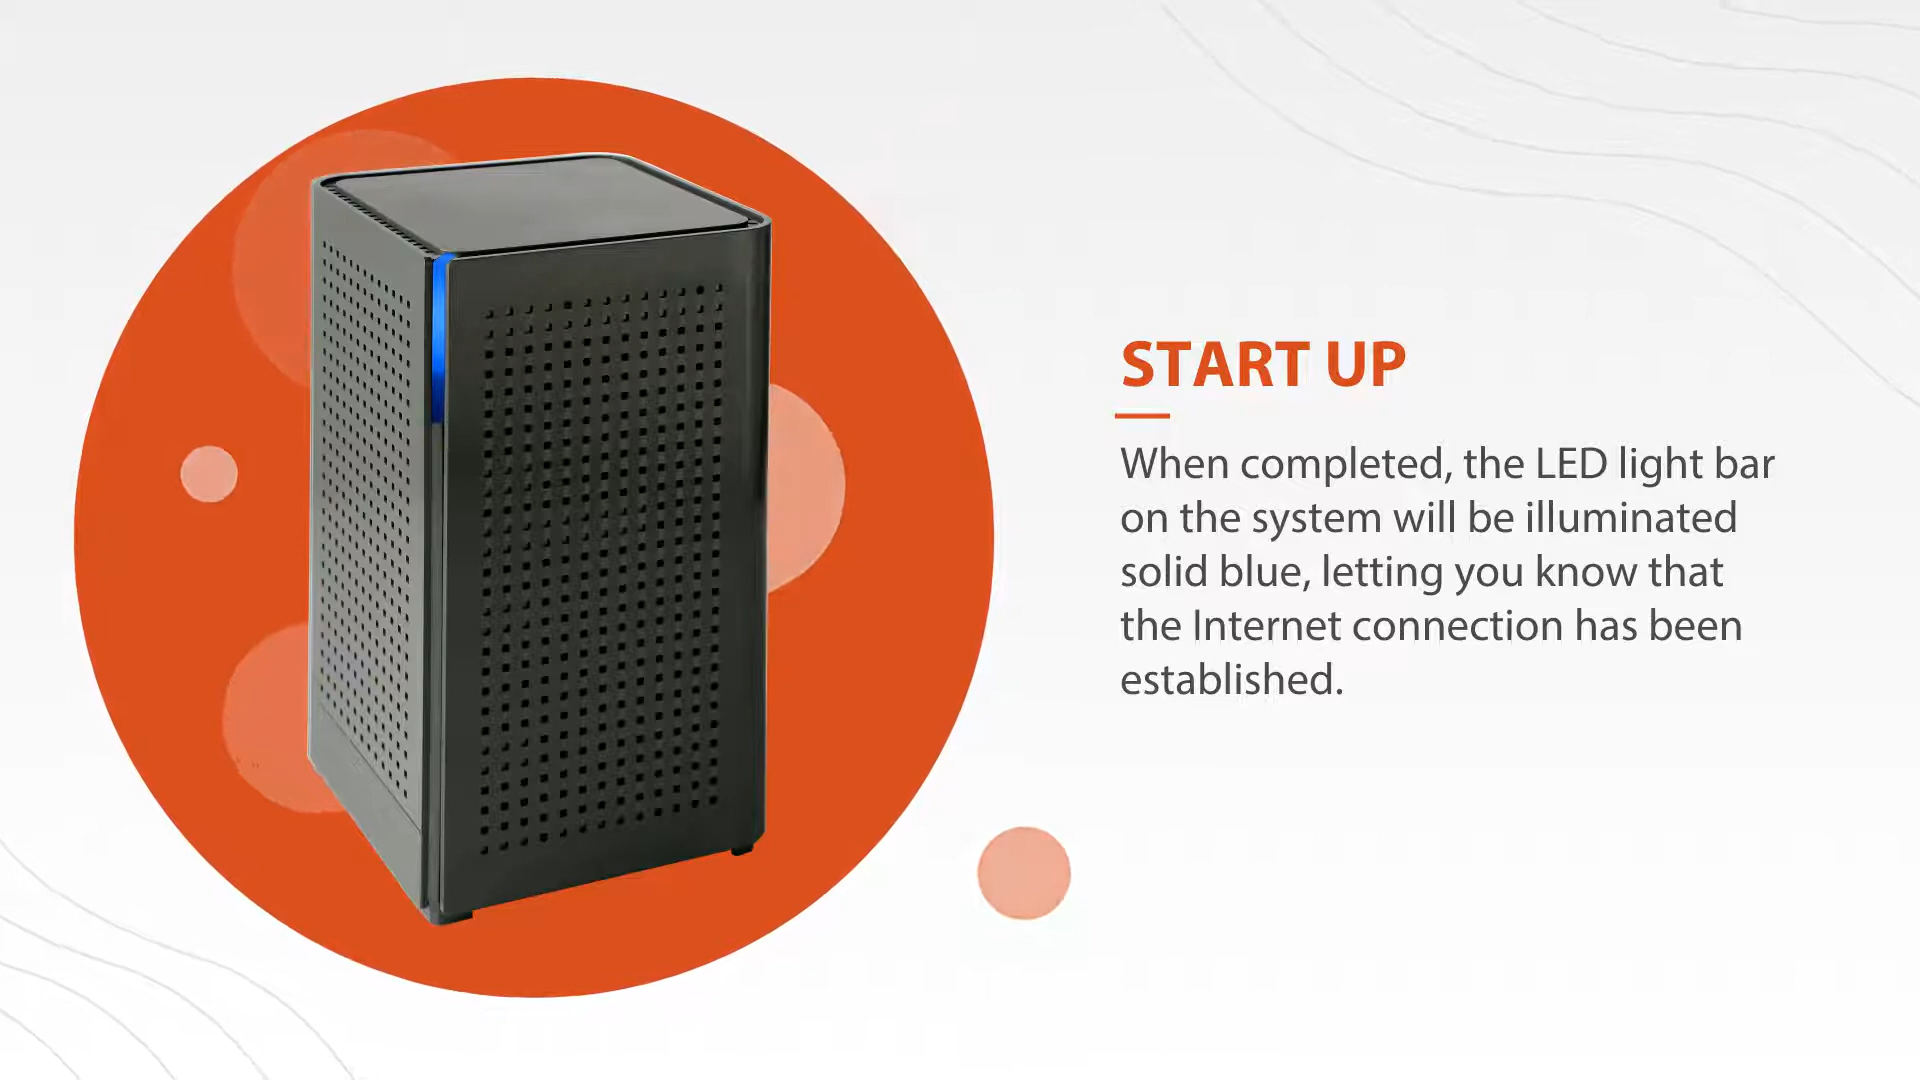 START UP
When completed, the LED light bar
on the system will be illuminated
solid blue, letting you know that
the Internet connection has been
established.